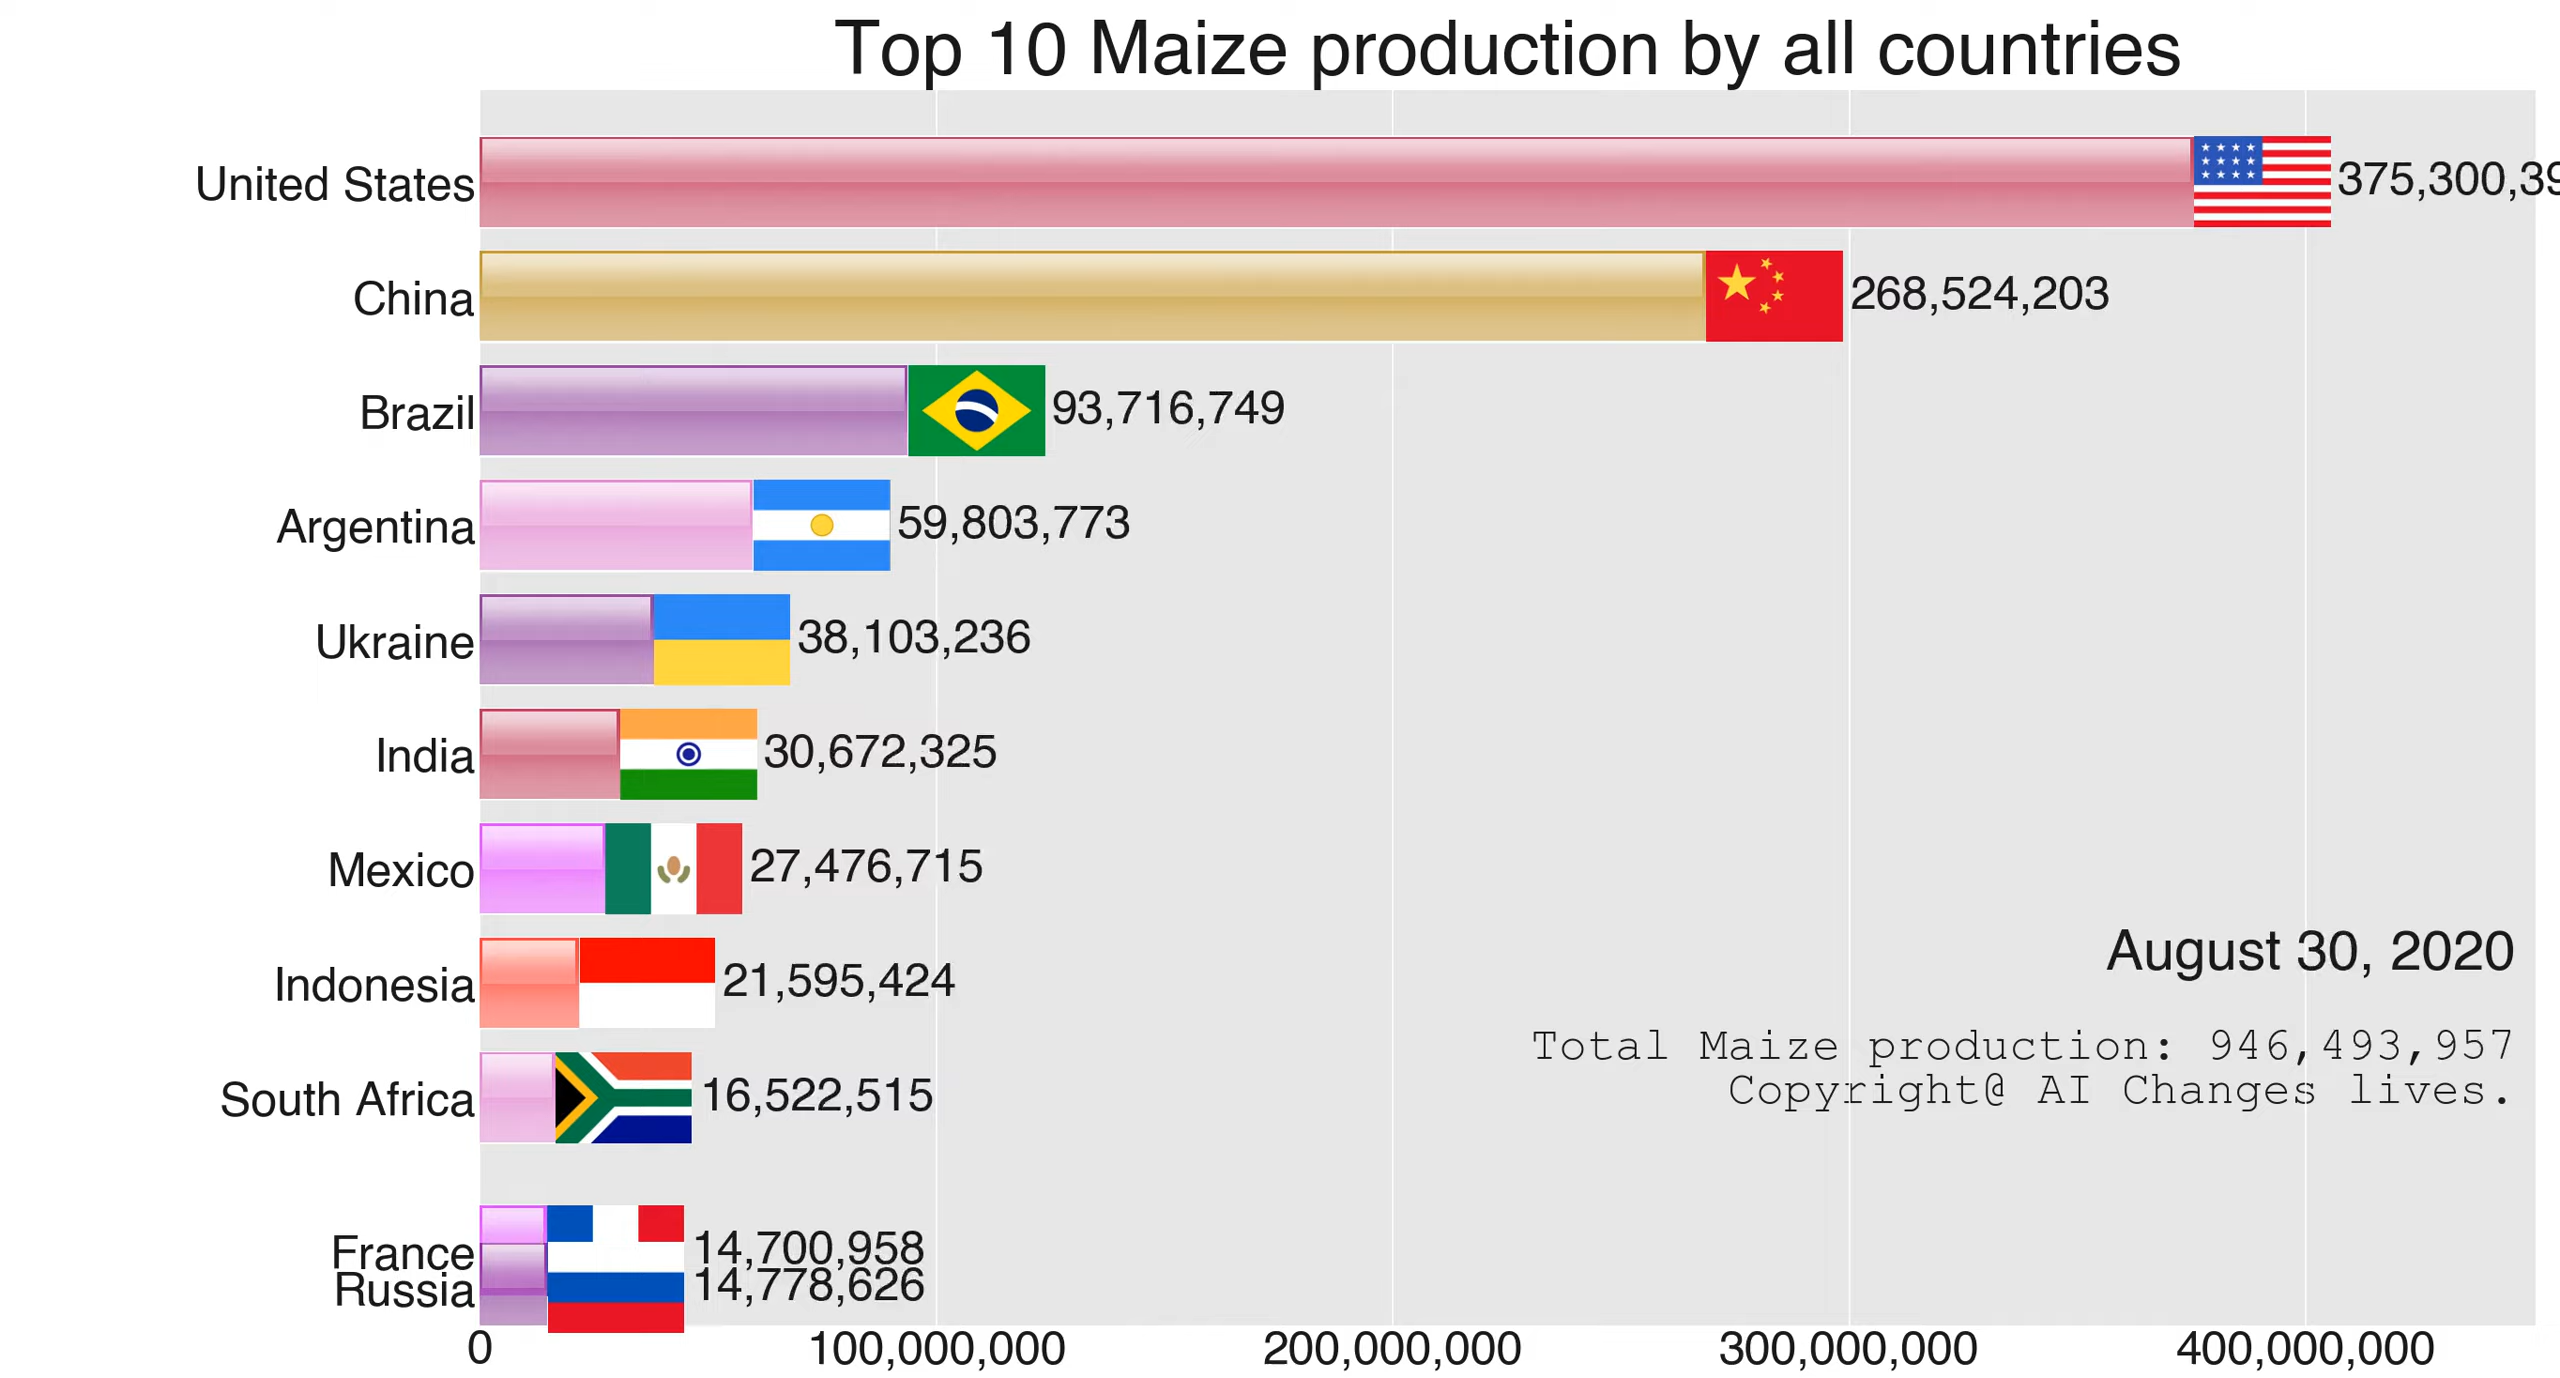 Top 10 Maize production by all countries
United States 375,300,39
China 268,524,203
Brazil 93,716,749
Argentina 59,803,773
Ukraine 38,103,236
India 30,672,325
Mexico 27,476,715
Indonesia 21,595,424
August 30, 2020
Total Maize production: 946,493,957
Copyright@ AI Changes lives.
South Africa 16,522,515
France 14,700,958
Russia 14,778,626
0 100,000,000 200,000,000 300,000,000 400,000,000